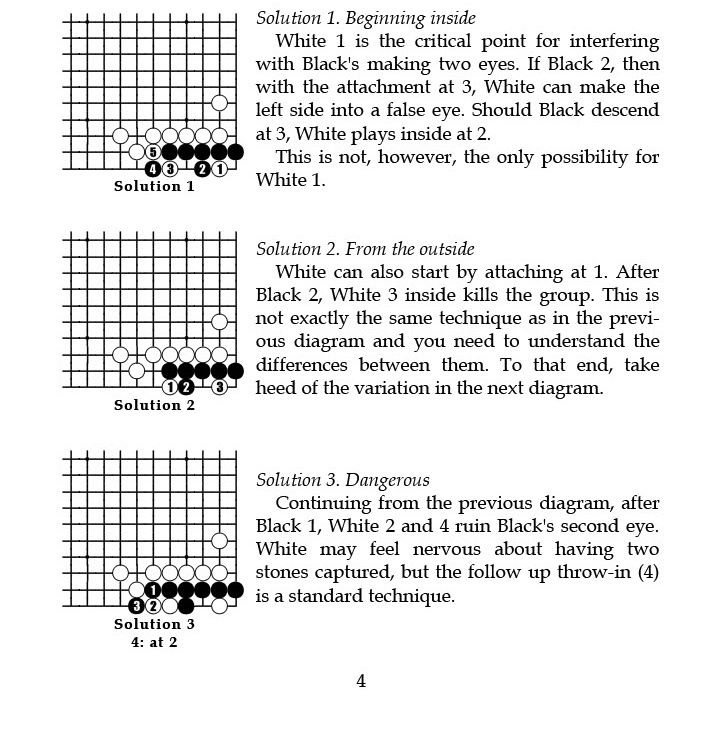 Solution 1. Beginning inside
White 1 is the critical point for interfering
with Black's making two eyes. If Black 2, then
with the attachment at 3, White can make the
left side into a false eye. Should Black descend
at 3, White plays inside at 2.
This is not, however, the only possibility for
White 1.
5
4 3 2 1
Solution 1
Solution 2. From the outside
White can also start by attaching at 1. After
Black 2, White 3 inside kills the group. This is
not exactly the same technique as in the previ-
ous diagram and you need to understand the
differences between them. To that end, take
heed of the variation in the next diagram.
1 2 3
Solution 2
Solution 3. Dangerous
Continuing from the previous diagram, after
Black 1, White 2 and 4 ruin Black's second eye.
White may feel nervous about having two
stones captured, but the follow up throw-in (4)
is a standard technique.
1
3 2
Solution 3
4: at 2
4